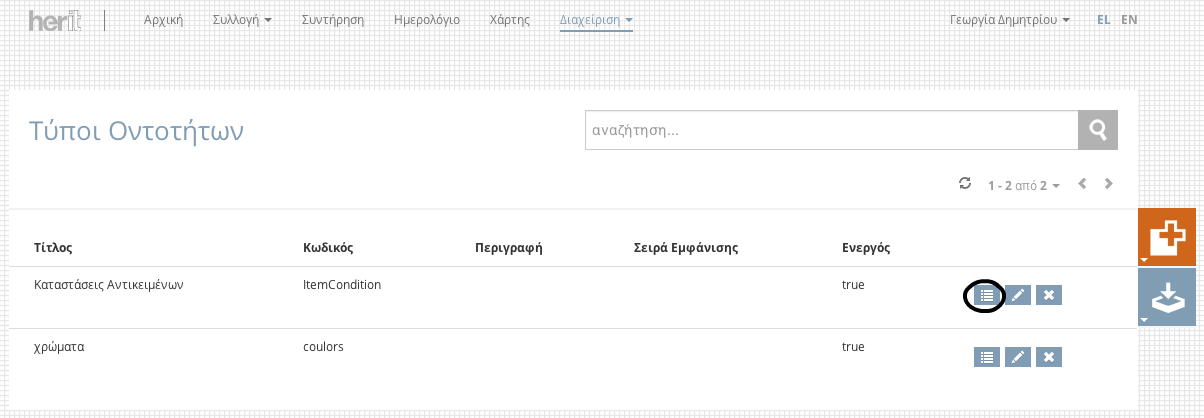 herit Αρχική Συλλογή Συντήρηση Ημερολόγιο Χάρτης Διαχείριση Γεωργία Δημητρίου EL EN
Τύποι Οντοτήτων αναζήτηση...
1 - 2 από 2
Τίτλος Κωδικός Περιγραφή Σειρά Εμφάνισης Ενεργός
Καταστάσεις Αντικειμένων ItemCondition true
χρώματα coulors true